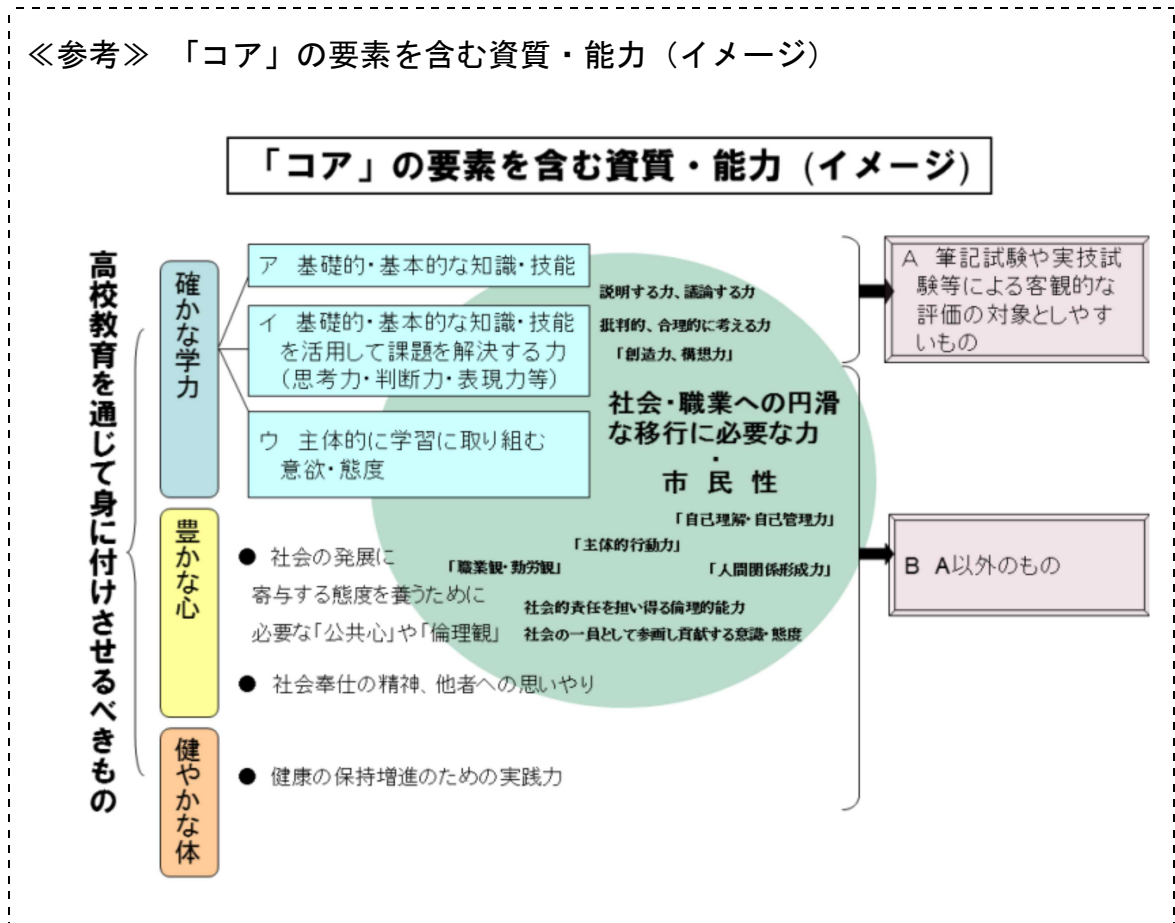 ≪参考≫ 「コア」の要素を含む資質・能力（イメージ）
「コア」の要素を含む資質・能力 (イメージ)
高校教育を通じて身に付けさせるべきもの
確かな学力
ア 基礎的・基本的な知識・技能
イ 基礎的・基本的な知識・技能
を活用して課題を解決する力
（思考力・判断力・表現力等）
ウ 主体的に学習に取り組む
意欲・態度
豊かな心
● 社会の発展に
寄与する態度を養うために
必要な「公共心」や「倫理観」
● 社会奉仕の精神、他者への思いやり
健やかな体
● 健康の保持増進のための実践力
説明する力、議論する力
批判的、合理的に考える力
「創造力、構想力」
社会・職業への円滑
な移行に必要な力
・
市 民 性
「自己理解・自己管理力」
「主体的行動力」
「職業観・勤労観」
「人間関係形成力」
社会的責任を担い得る倫理的能力
社会の一員として参画し貢献する意識・態度
A 筆記試験や実技試
験等による客観的な
評価の対象としやす
いもの
B A以外のもの